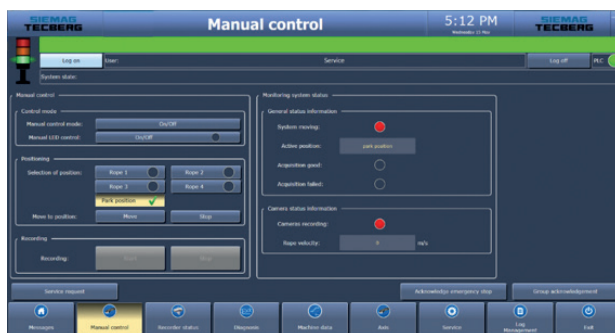 SIEMAG TECBERG
Manual control
5:12 PM
Wednesday 15 May
SIEMAG TECBERG
Log on
User:
Service
Log off
PLC
System state:
Manual control
Control mode
Manual control mode:
On/Off
Manual LED control:
On/Off
Positioning
Selection of position:
Rope 1
Rope 2
Rope 3
Rope 4
Park position
Move to position:
Move
Stop
Recording
Recording:
Start
Stop
Monitoring system status
General status information
System moving:
Active position:
park position
Acquisition good:
Acquisition failed:
Camera status information
Cameras recording:
Rope velocity:
m/s
Service request
Acknowledge emergency stop
Group acknowledgement
Messages
Manual control
Recorder status
Diagnosis
Machine data
Axis
Service
Log Management
Exit